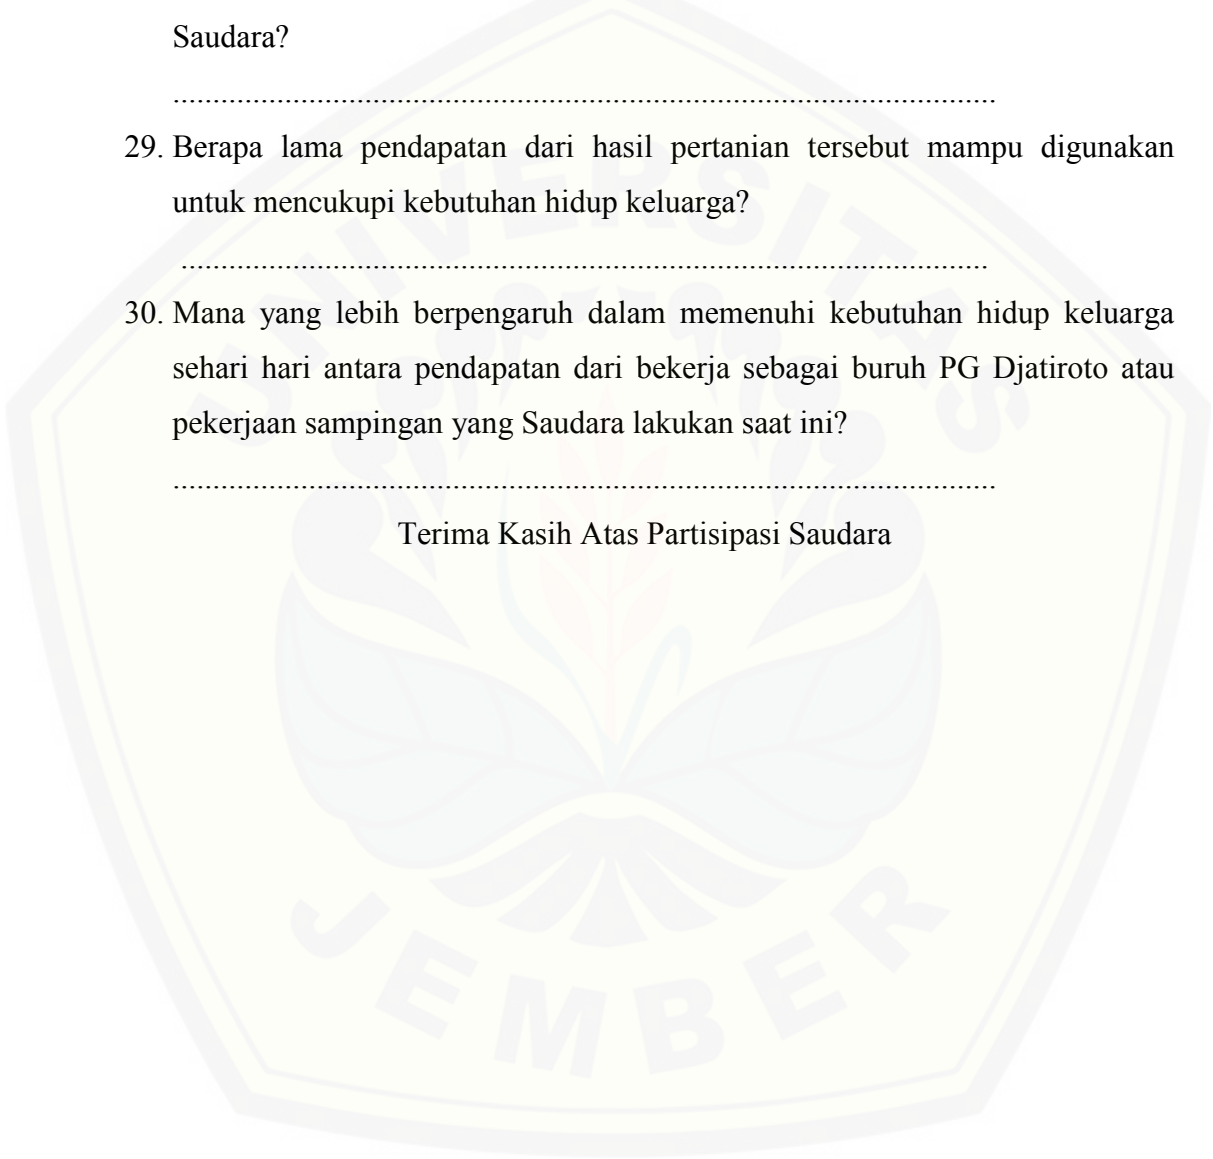 Saudara?
.......................................................................................................
29. Berapa lama pendapatan dari hasil pertanian tersebut mampu digunakan
untuk mencukupi kebutuhan hidup keluarga?
.....................................................................................................
30. Mana yang lebih berpengaruh dalam memenuhi kebutuhan hidup keluarga
sehari hari antara pendapatan dari bekerja sebagai buruh PG Djatiroto atau
pekerjaan sampingan yang Saudara lakukan saat ini?
.......................................................................................................
Terima Kasih Atas Partisipasi Saudara
UNIVERSITAS
JEMBER